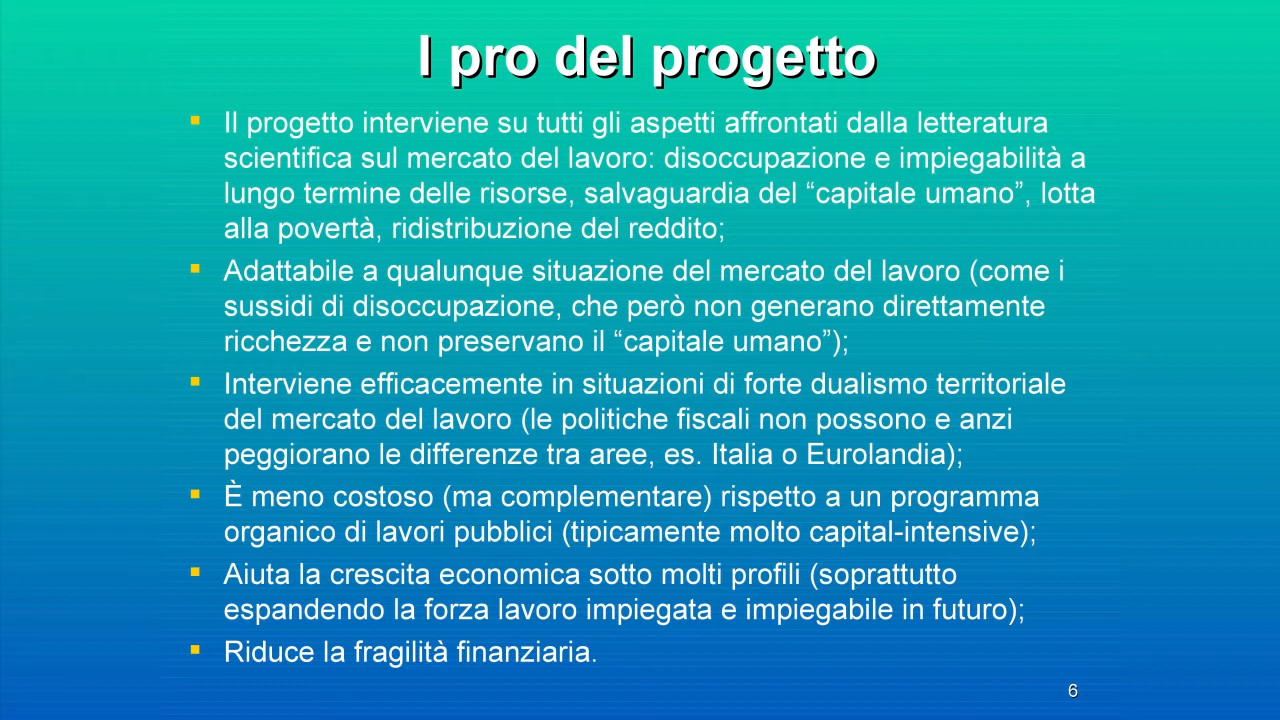 I pro del progetto
▪ Il progetto interviene su tutti gli aspetti affrontati dalla letteratura
scientifica sul mercato del lavoro: disoccupazione e impiegabilità a
lungo termine delle risorse, salvaguardia del “capitale umano”, lotta
alla povertà, ridistribuzione del reddito;
▪ Adattabile a qualunque situazione del mercato del lavoro (come i
sussidi di disoccupazione, che però non generano direttamente
ricchezza e non preservano il “capitale umano”);
▪ Interviene efficacemente in situazioni di forte dualismo territoriale
del mercato del lavoro (le politiche fiscali non possono e anzi
peggiorano le differenze tra aree, es. Italia o Eurolandia);
▪ È meno costoso (ma complementare) rispetto a un programma
organico di lavori pubblici (tipicamente molto capital-intensive);
▪ Aiuta la crescita economica sotto molti profili (soprattutto
espandendo la forza lavoro impiegata e impiegabile in futuro);
▪ Riduce la fragilità finanziaria.
6